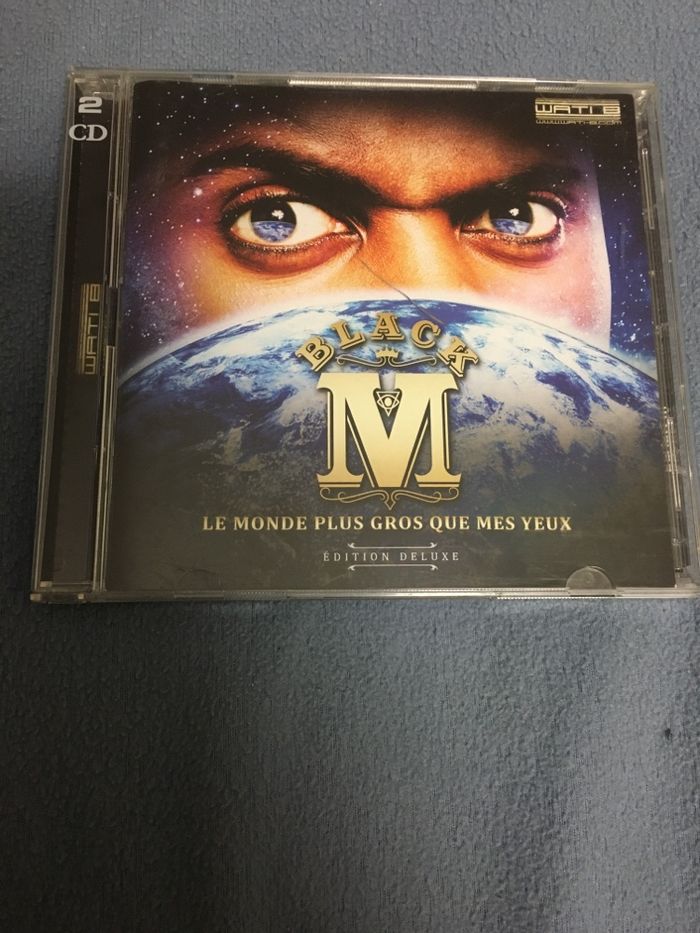 2
CD
WATI B
WATI B
WWW.WATI-B.COM
BLACK
M
LE MONDE PLUS GROS QUE MES YEUX
ÉDITION DELUXE